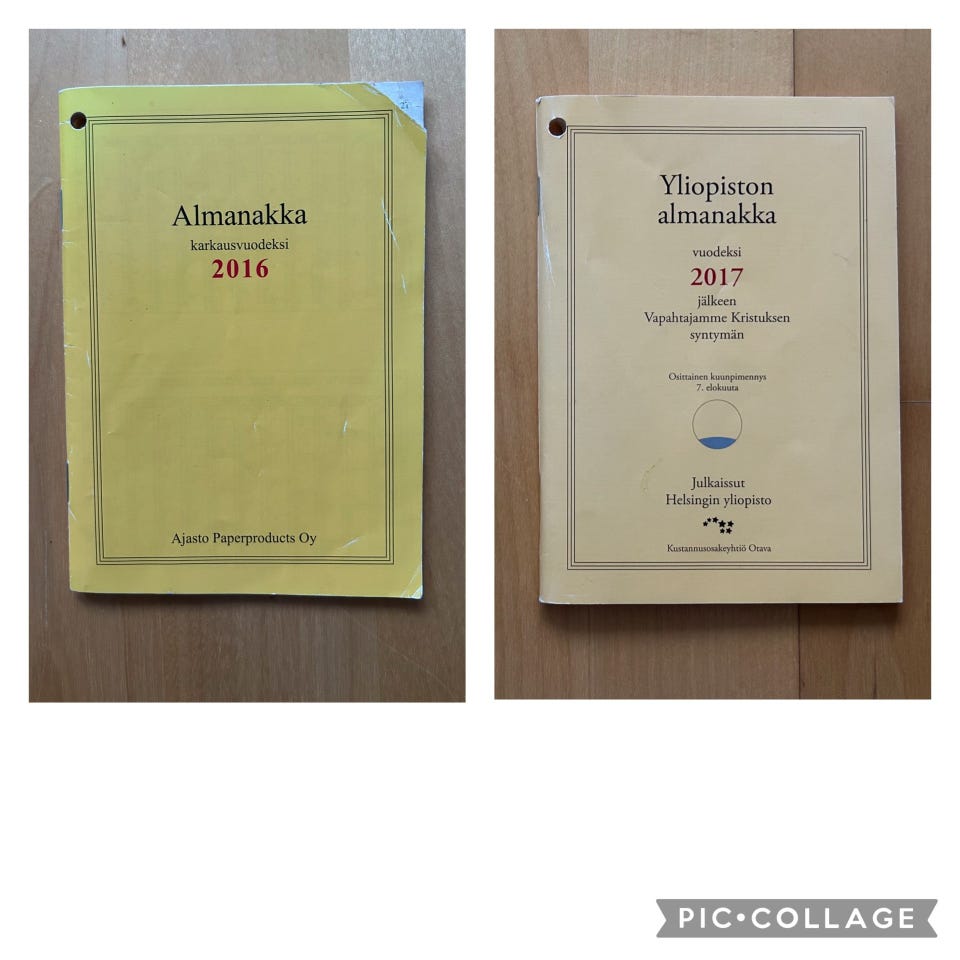 Almanakka
karkausvuodeksi
2016
Ajasto Paperproducts Oy
Yliopiston
almanakka
vuodeksi
2017
jälkeen
Vapahtajamme Kristuksen
syntymän
Osittainen kuunpimennys
7. elokuuta
Julkaissut
Helsingin yliopisto
Kustannusosakeyhtiö Otava
PIC•COLLAGE